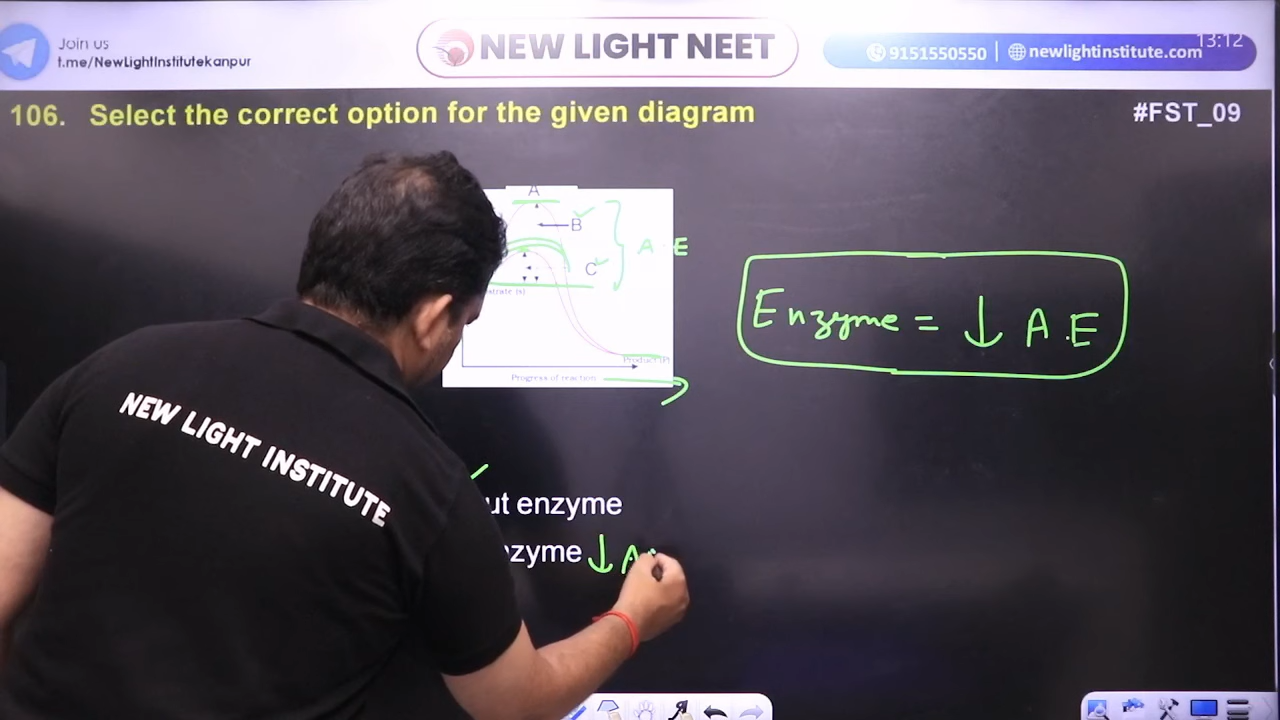 Join us
t.me/NewLightInstitutekanpur
NEW LIGHT NEET
9151550550 | newlightinstitute.com
13:12
106. Select the correct option for the given diagram
#FST_09
A
B
A E
C
Product (P)
Progress of reaction
Enzyme = ↓ A.E
NEW LIGHT INSTITUTE
ut enzyme
zyme ↓ A